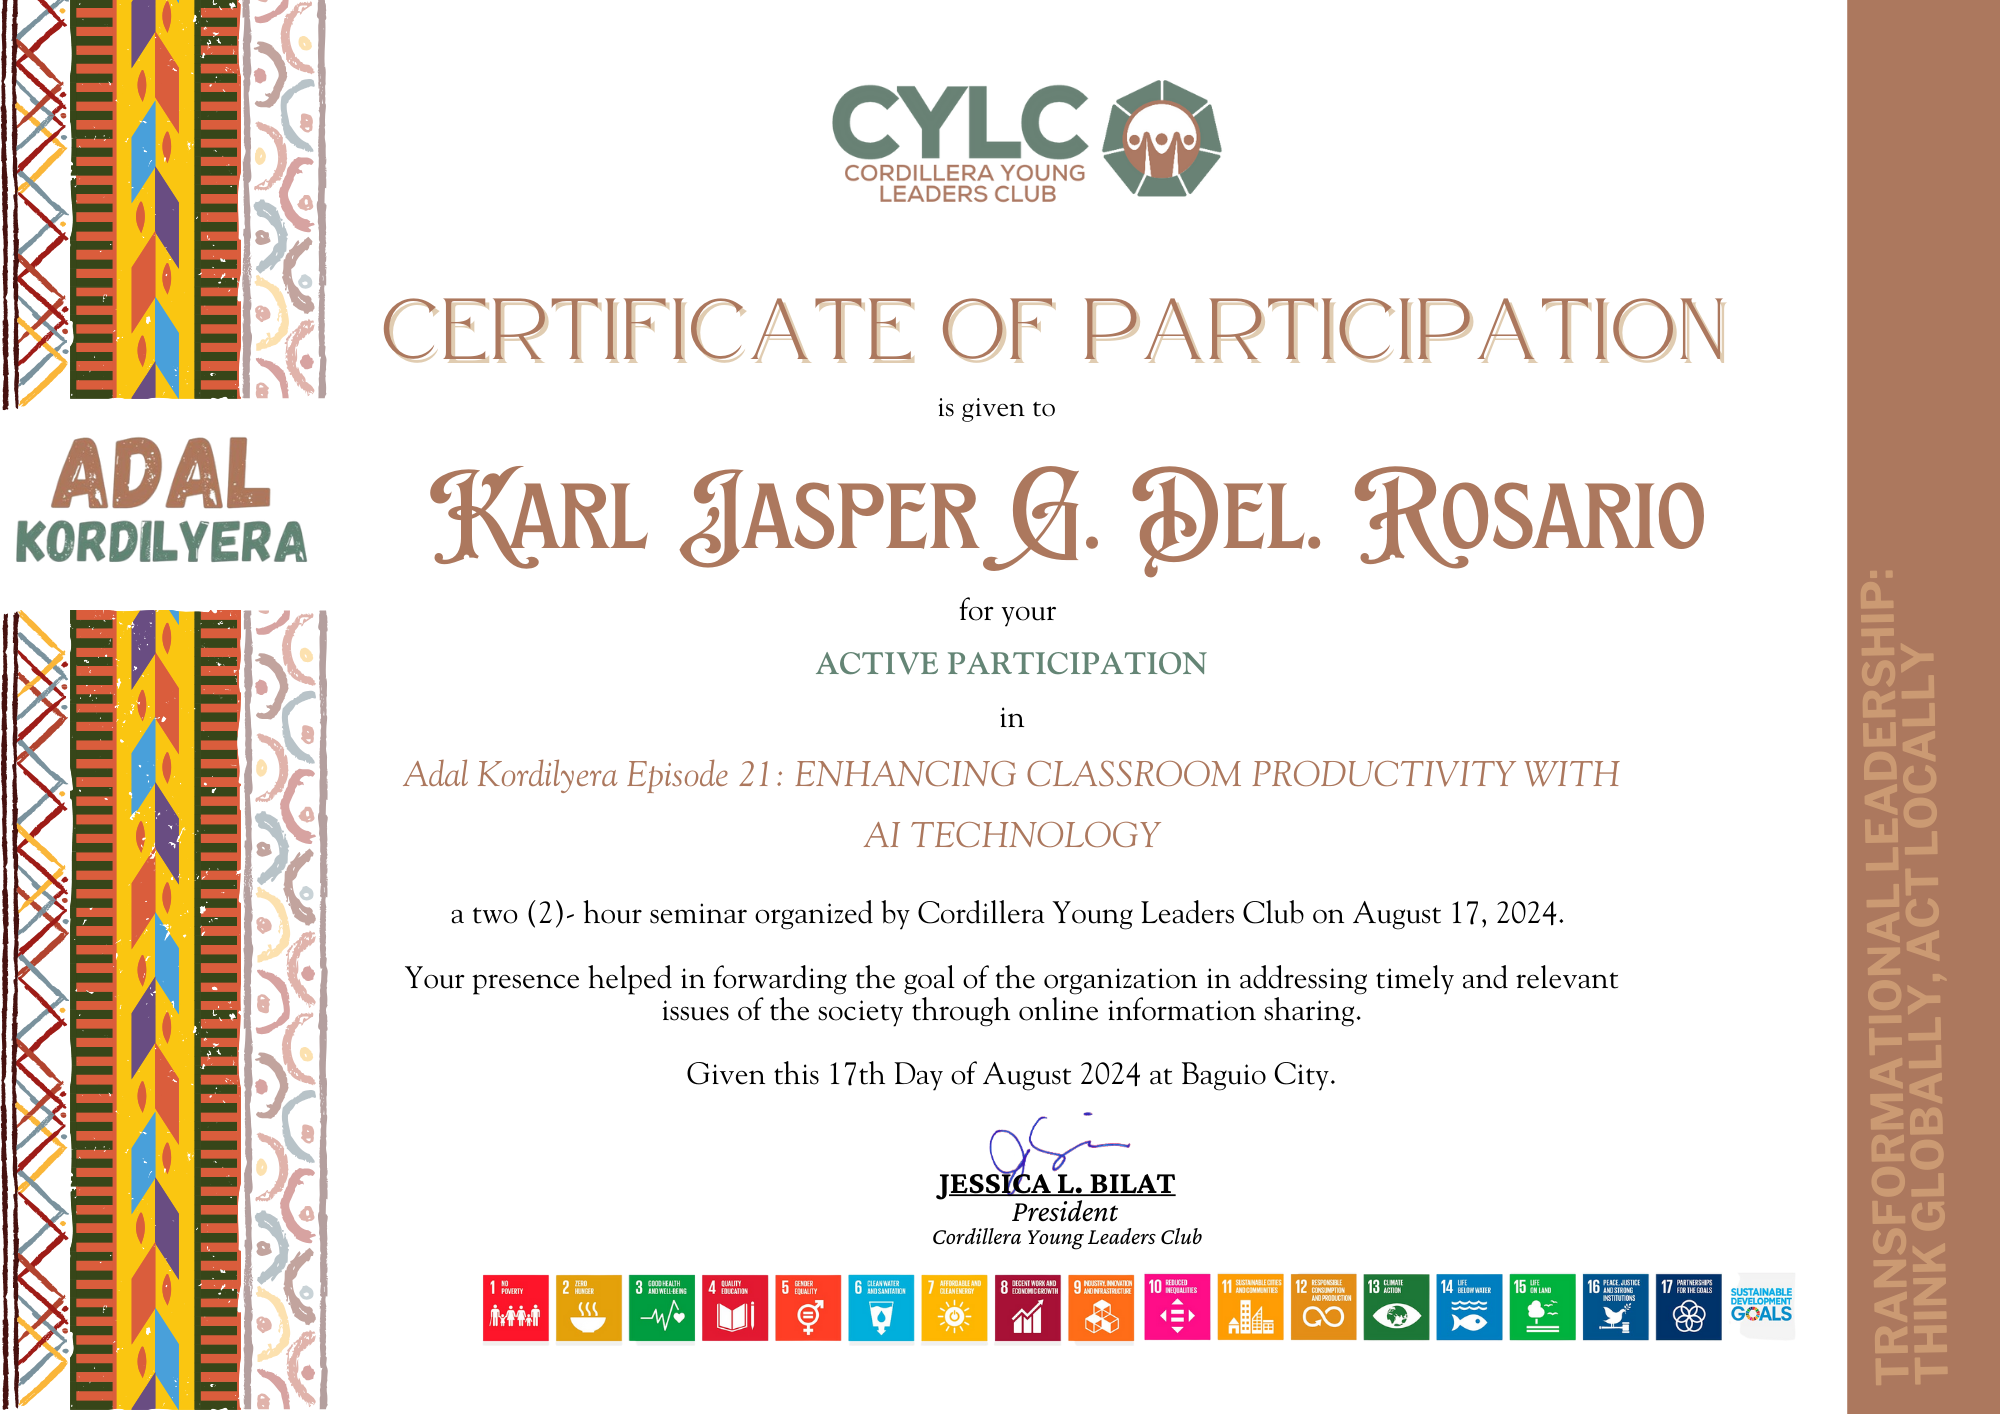 CYLC
CORDILLERA YOUNG
LEADERS CLUB
CERTIFICATE OF PARTICIPATION
is given to
ADAL
KORDILYERA
KARL JASPER G. DEL. ROSARIO
for your
ACTIVE PARTICIPATION
in
Adal Kordilyera Episode 21: ENHANCING CLASSROOM PRODUCTIVITY WITH
AI TECHNOLOGY
a two (2)- hour seminar organized by Cordillera Young Leaders Club on August 17, 2024.
Your presence helped in forwarding the goal of the organization in addressing timely and relevant
issues of the society through online information sharing.
Given this 17th Day of August 2024 at Baguio City.
JESSICA L. BILAT
President
Cordillera Young Leaders Club
1 NO
POVERTY
2 ZERO
HUNGER
3 GOOD HEALTH
AND WELL-BEING
4 QUALITY
EDUCATION
5 GENDER
EQUALITY
6 CLEAN WATER
AND SANITATION
7 AFFORDABLE AND
CLEAN ENERGY
8 DECENT WORK AND
ECONOMIC GROWTH
9 INDUSTRY, INNOVATION
AND INFRASTRUCTURE
10 REDUCED
INEQUALITIES
11 SUSTAINABLE CITIES
AND COMMUNITIES
12 RESPONSIBLE
CONSUMPTION
AND PRODUCTION
13 CLIMATE
ACTION
14 LIFE
BELOW WATER
15 LIFE
ON LAND
16 PEACE, JUSTICE
AND STRONG
INSTITUTIONS
17 PARTNERSHIPS
FOR THE GOALS
SUSTAINABLE
DEVELOPMENT
GOALS
TRANSFORMATIONAL LEADERSHIP:
THINK GLOBALLY, ACT LOCALLY